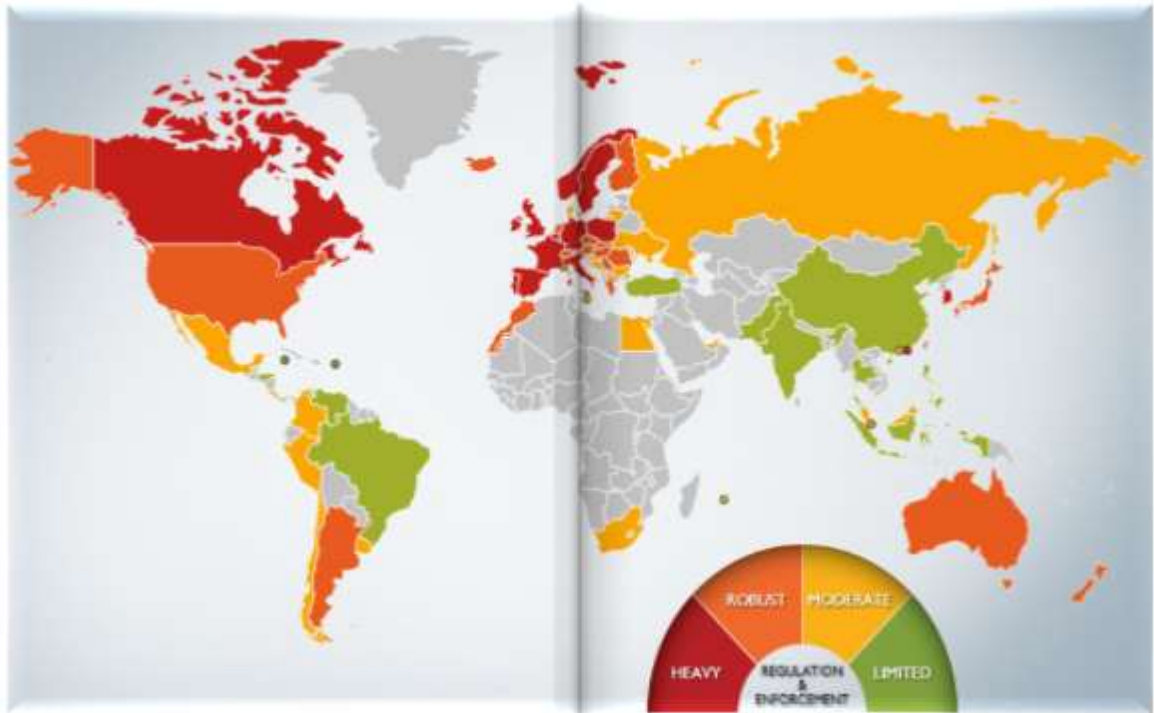 ROBUST
MODERATE
HEAVY
REGULATION
&
ENFORCEMENT
LIMITED